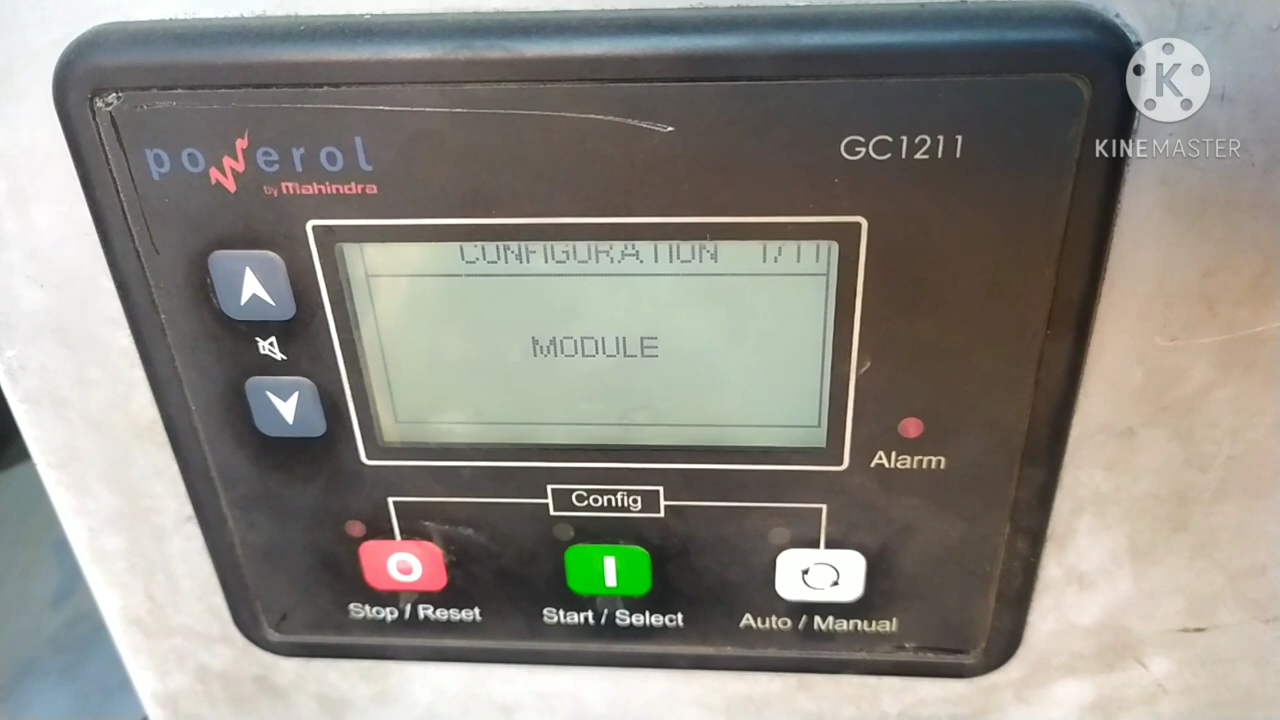 powerol
by Mahindra
GC1211
K
KINEMASTER
CONFIGURATION 1/11
MODULE
Alarm
Config
Stop / Reset
Start / Select
Auto / Manual